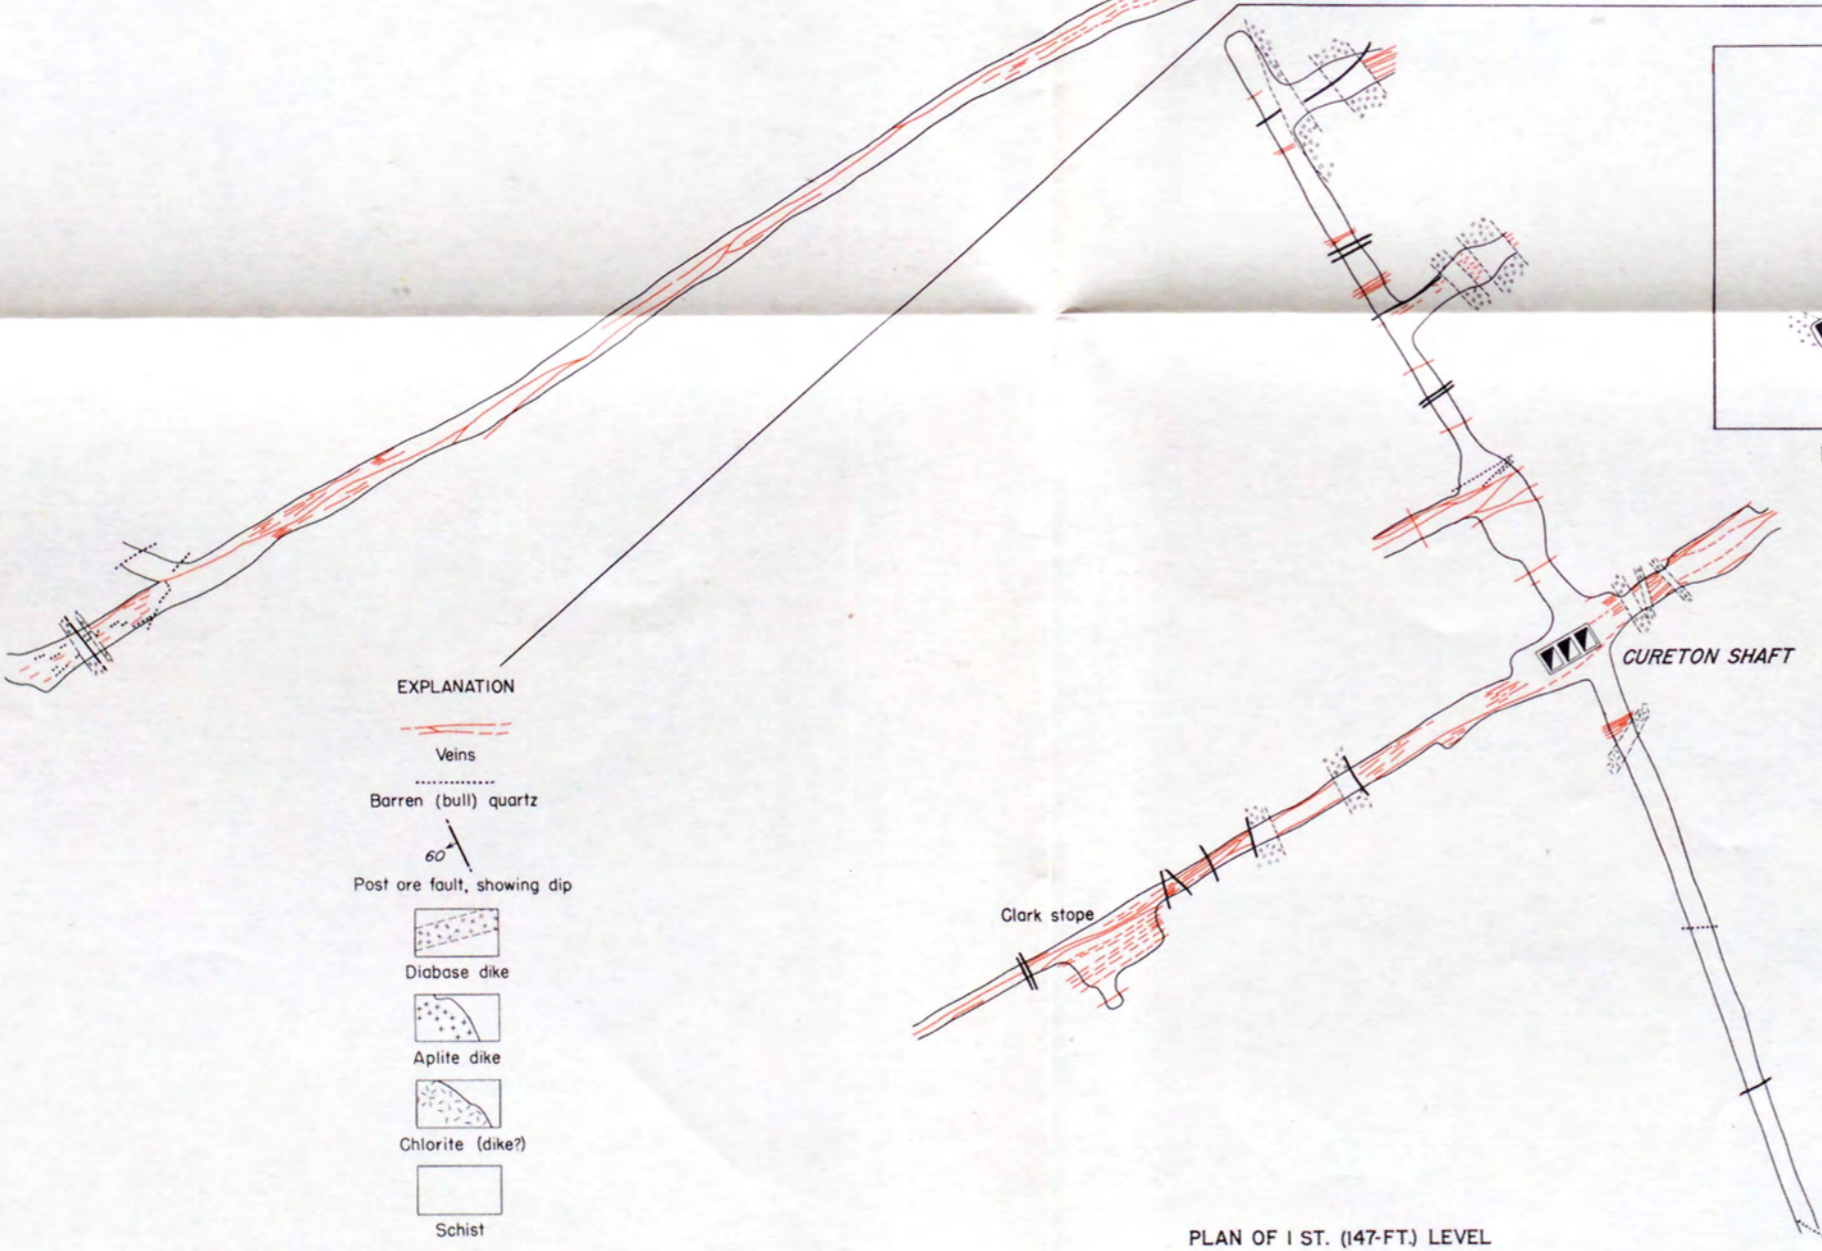 EXPLANATION
Veins
Barren (bull) quartz
60
Post ore fault, showing dip
Diabase dike
Aplite dike
Chlorite (dike?)
Schist
CURETON SHAFT
Clark stope
PLAN OF 1 ST. (147-FT.) LEVEL